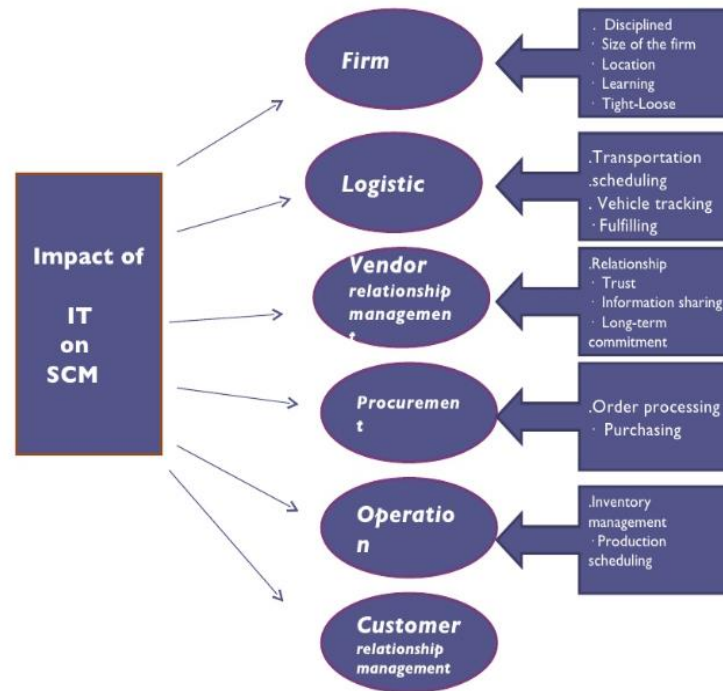 Impact of
IT
on
SCM
Firm
. Disciplined
· Size of the firm
· Location
· Learning
· Tight-Loose
Logistic
.Transportation
.scheduling
. Vehicle tracking
· Fulfilling
Vendor
relationship
managemen
t
.Relationship
· Trust
· Information sharing
· Long-term
commitment
Procuremen
t
.Order processing
· Purchasing
Operatio
n
.Inventory
management
· Production
scheduling
Customer
relationship
management